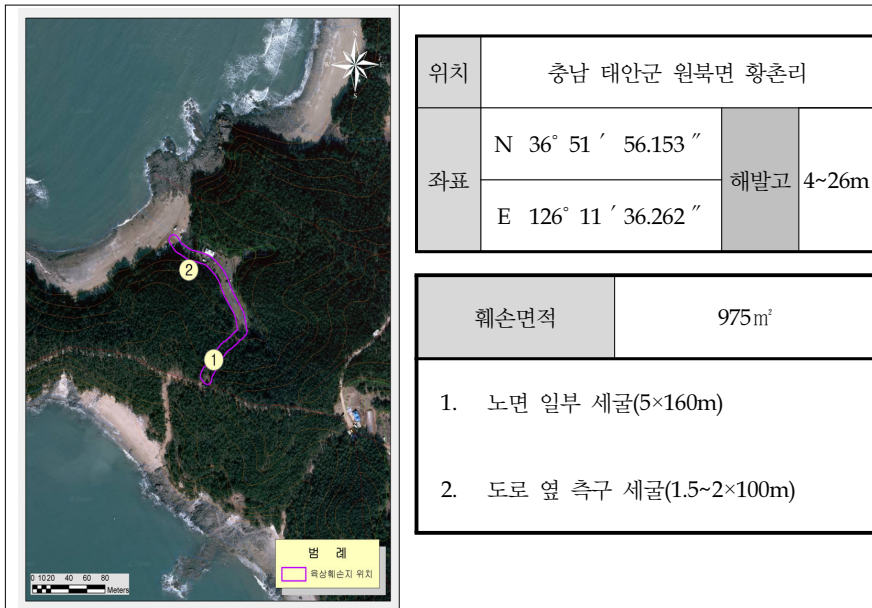 S
2
1
범 례
육상훼손지 위치
0 10 20 40 60 80
Meters
위치 충남 태안군 원북면 황촌리
좌표 N 36° 51 ′ 56.153 ″ 해발고 4~26m
E 126° 11 ′ 36.262 ″
훼손면적 975㎡
1. 노면 일부 세굴(5×160m)
2. 도로 옆 측구 세굴(1.5~2×100m)